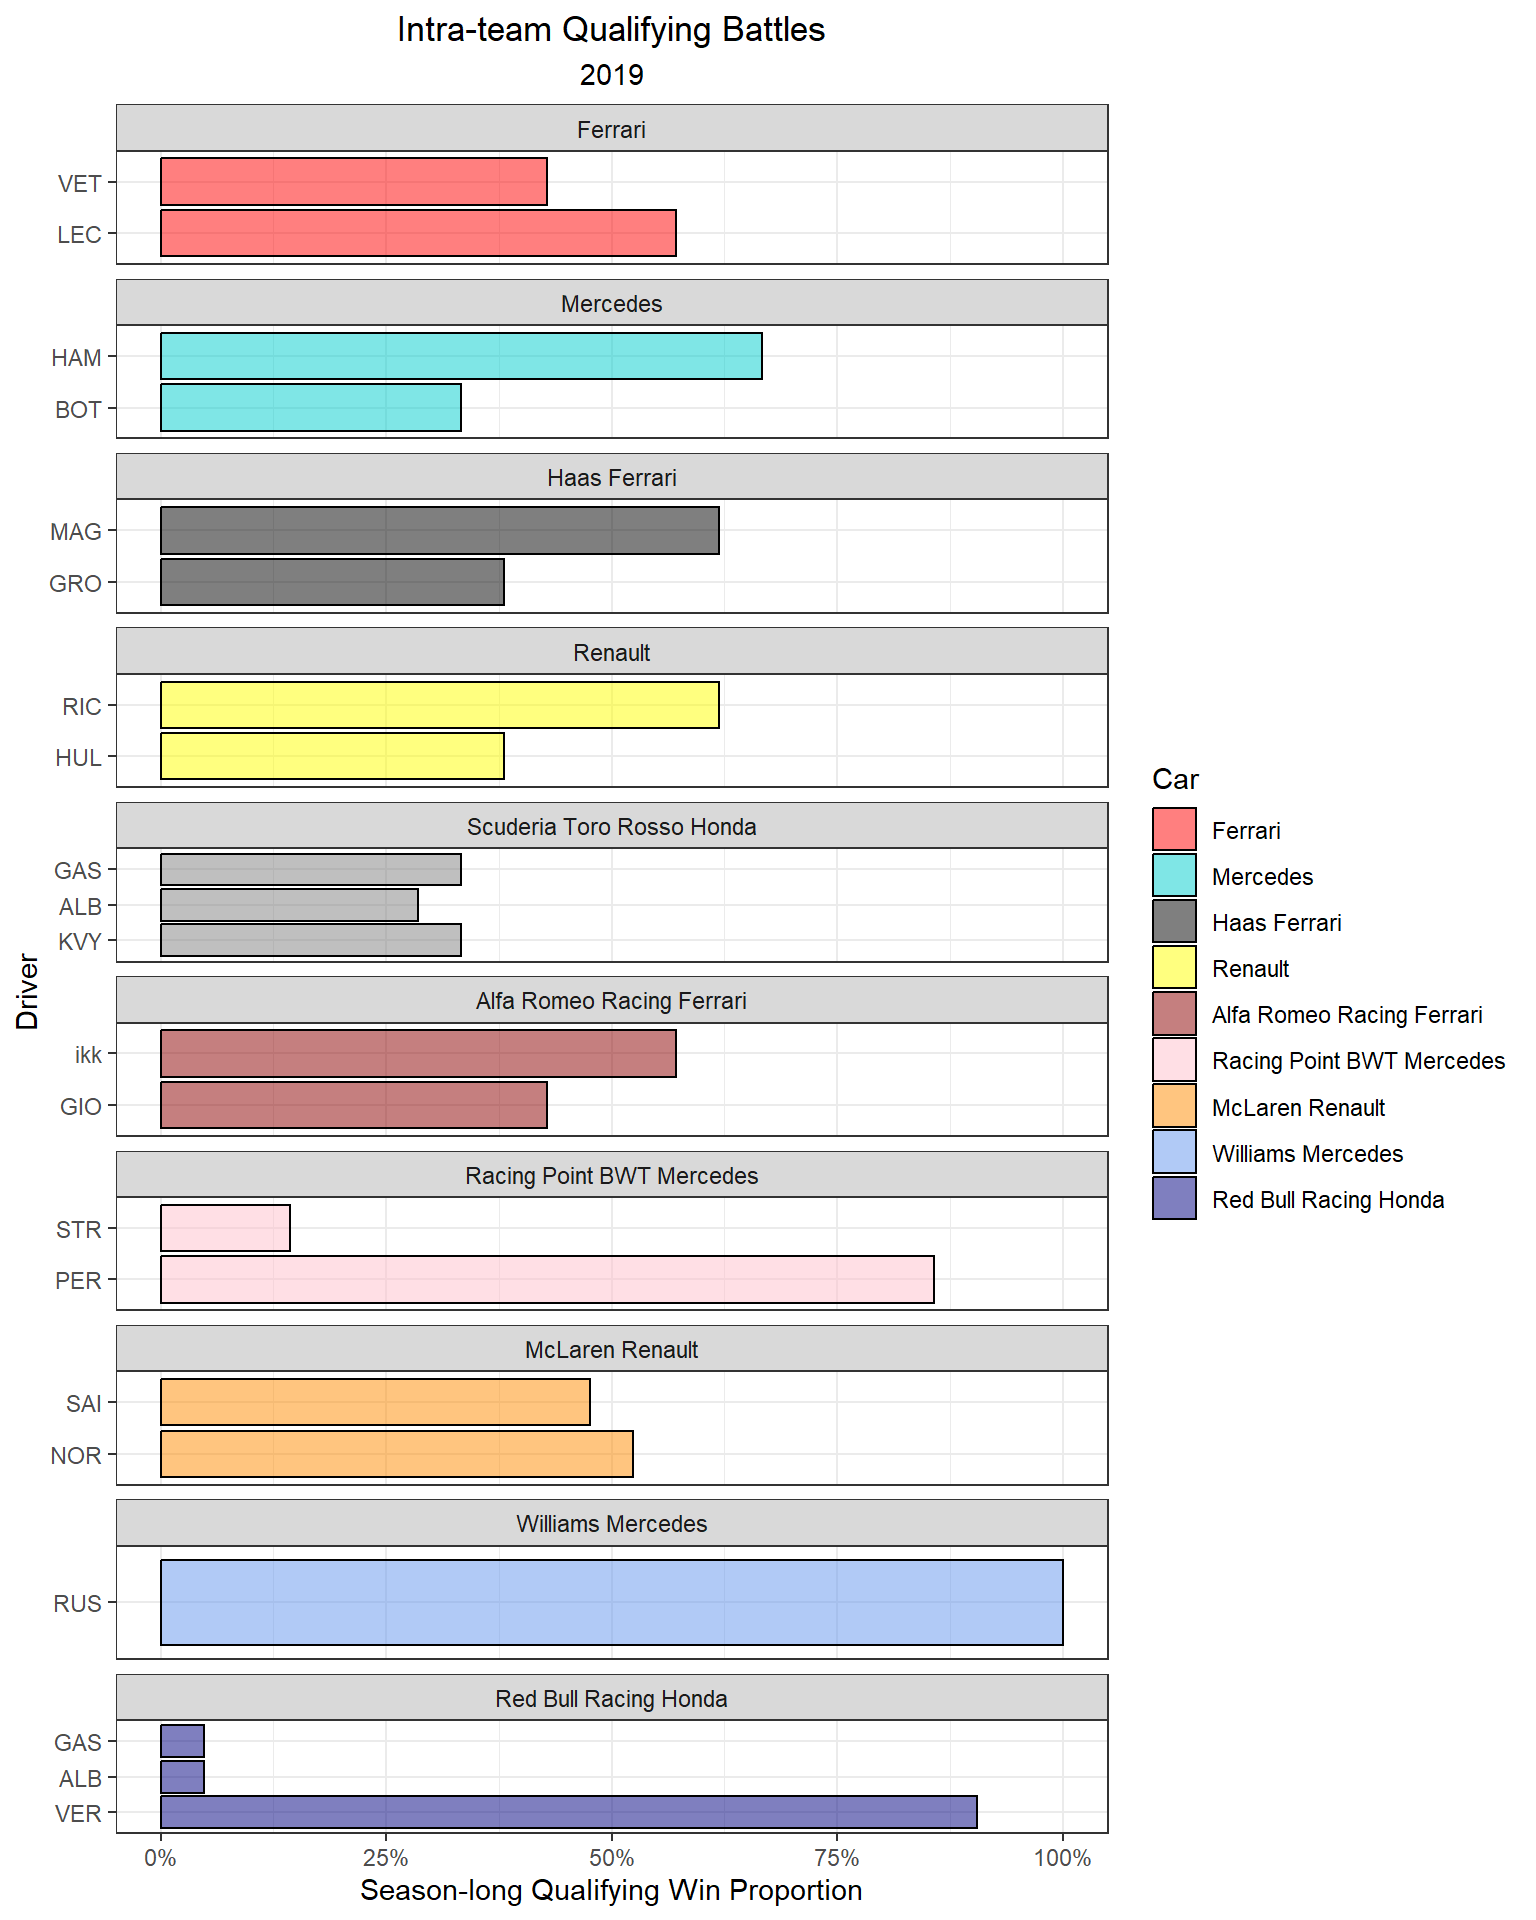 Intra-team Qualifying Battles
2019
Ferrari
VET
LEC
Mercedes
HAM
BOT
Haas Ferrari
MAG
GRO
Renault
RIC
HUL
Scuderia Toro Rosso Honda
GAS
ALB
KVY
Alfa Romeo Racing Ferrari
ikk
GIO
Racing Point BWT Mercedes
STR
PER
McLaren Renault
SAI
NOR
Williams Mercedes
RUS
Red Bull Racing Honda
GAS
ALB
VER
0% 25% 50% 75% 100%
Season-long Qualifying Win Proportion
Driver
Car
Ferrari
Mercedes
Haas Ferrari
Renault
Alfa Romeo Racing Ferrari
Racing Point BWT Mercedes
McLaren Renault
Williams Mercedes
Red Bull Racing Honda